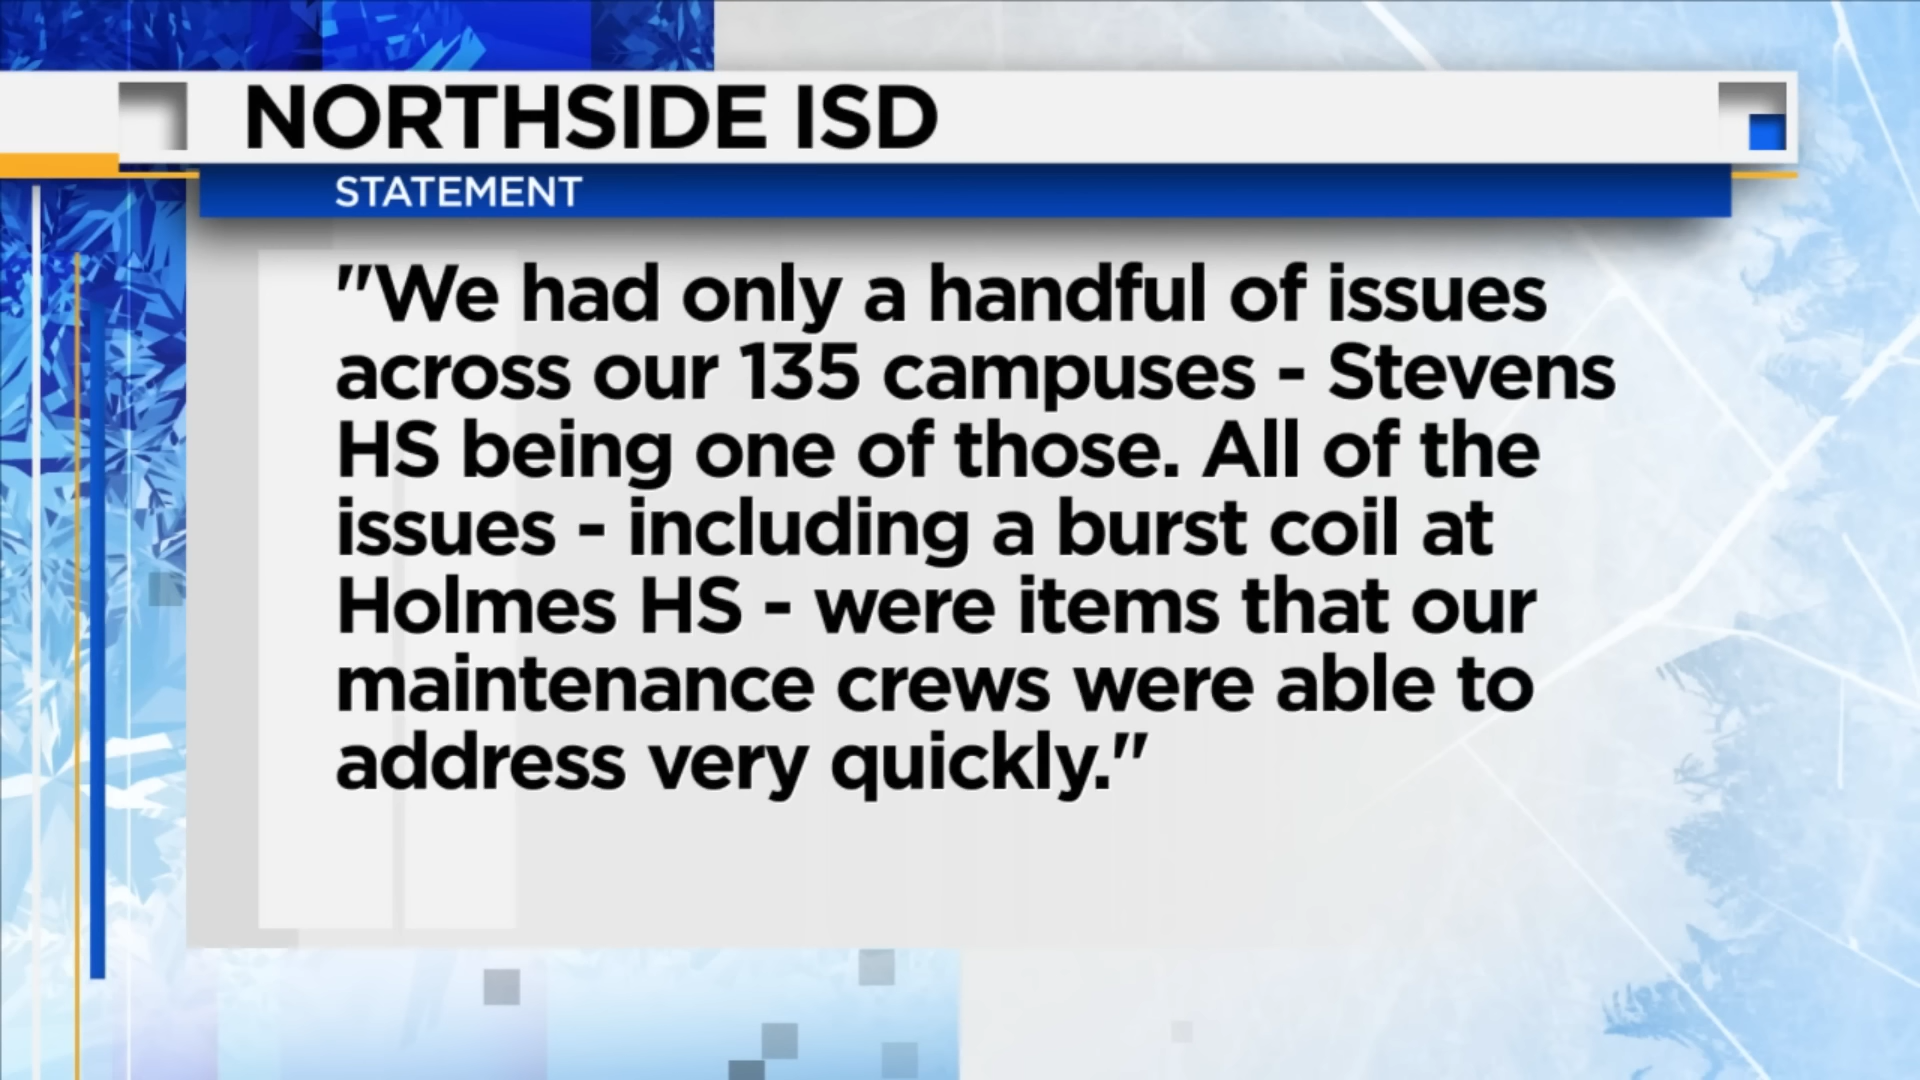 NORTHSIDE ISD
STATEMENT
"We had only a handful of issues
across our 135 campuses - Stevens
HS being one of those. All of the
issues - including a burst coil at
Holmes HS - were items that our
maintenance crews were able to
address very quickly."